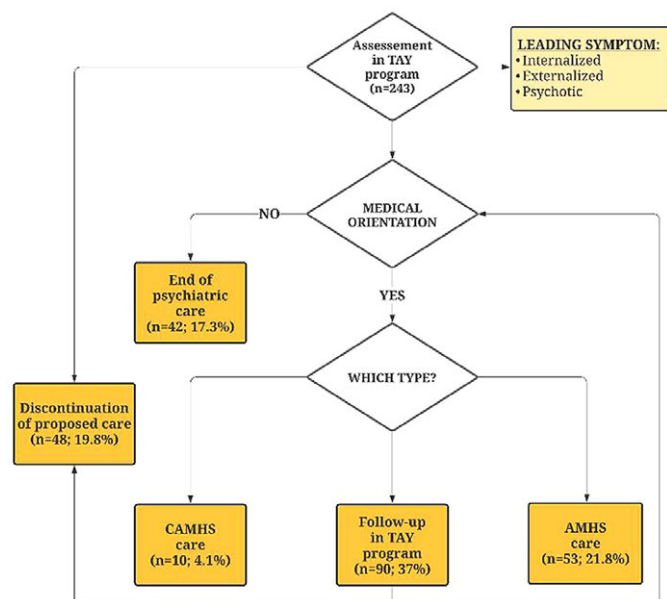 Assessement
in TAY
program
(n=243)
LEADING SYMPTOM:
• Internalized
• Externalized
• Psychotic
MEDICAL
ORIENTATION
NO
YES
End of
psychiatric
care
(n=42; 17.3%)
WHICH TYPE?
Discontinuation
of proposed care
(n=48; 19.8%)
CAMHS
care
(n=10; 4.1%)
Follow-up
in TAY
program
(n=90; 37%)
AMHS
care
(n=53; 21.8%)